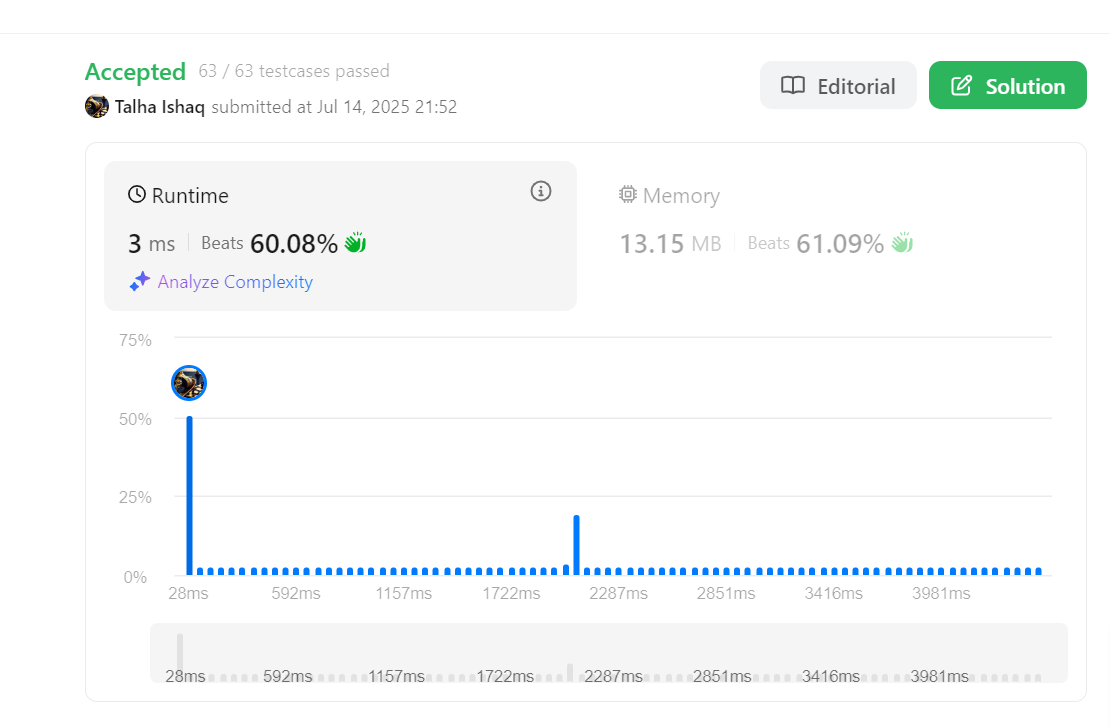 Accepted 63 / 63 testcases passed
Talha Ishaq submitted at Jul 14, 2025 21:52
Editorial
Solution
Runtime
3 ms Beats 60.08%
Analyze Complexity
Memory
13.15 MB Beats 61.09%
75%
50%
25%
0%
28ms 592ms 1157ms 1722ms 2287ms 2851ms 3416ms 3981ms
28ms 592ms 1157ms 1722ms 2287ms 2851ms 3416ms 3981ms